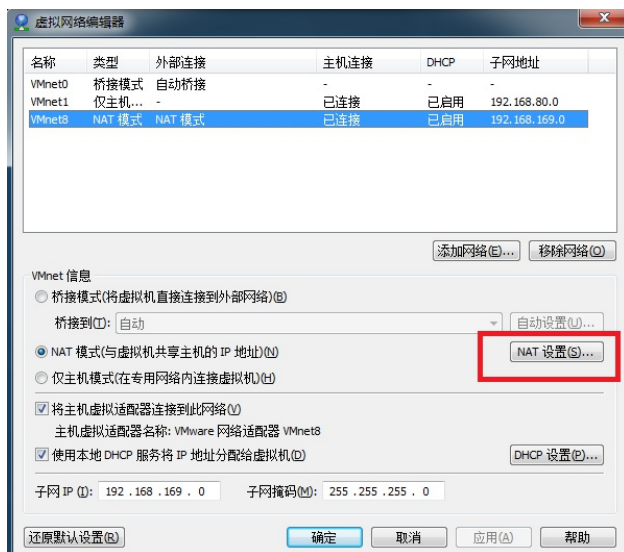 虚拟网络编辑器
名称 类型 外部连接 主机连接 DHCP 子网地址
VMnet0 桥接模式 自动桥接 - - -
VMnet1 仅主机... - 已连接 已启用 192.168.80.0
VMnet8 NAT 模式 NAT 模式 已连接 已启用 192.168.169.0
添加网络(E)... 移除网络(O)
VMnet 信息
桥接模式(将虚拟机直接连接到外部网络)(B)
桥接到(T): 自动 自动设置(U)...
NAT 模式(与虚拟机共享主机的 IP 地址)(N) NAT 设置(S)...
仅主机模式(在专用网络内连接虚拟机)(H)
将主机虚拟适配器连接到此网络(V)
主机虚拟适配器名称: VMware 网络适配器 VMnet8
使用本地 DHCP 服务将 IP 地址分配给虚拟机(D) DHCP 设置(P)...
子网 IP (I): 192 . 168 . 169 . 0 子网掩码(M): 255 . 255 . 255 . 0
还原默认设置(R) 确定 取消 应用(A) 帮助